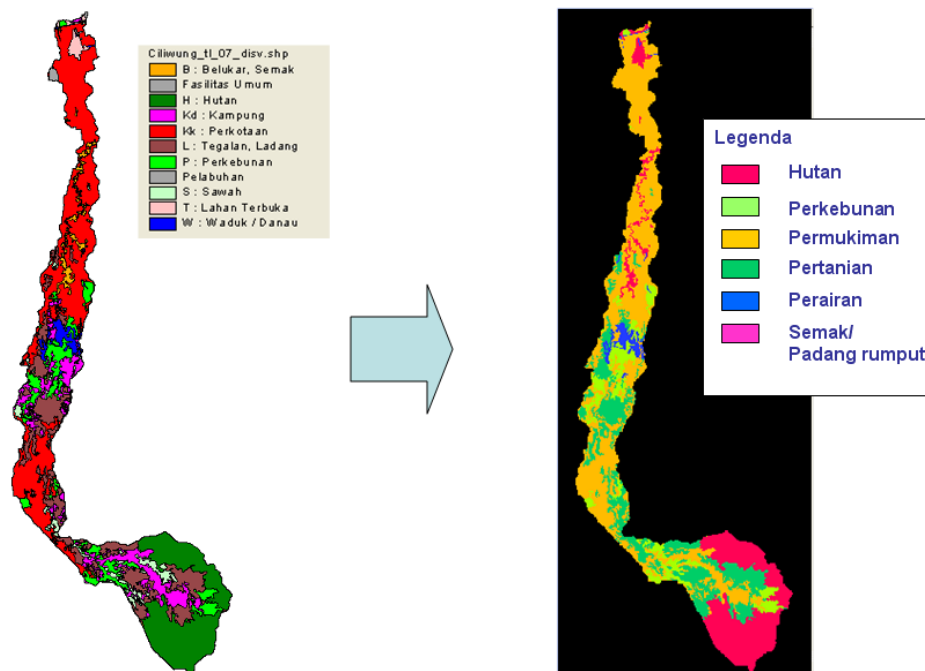 Ciliwung_tl_07_disv.shp
B : Belukar, Semak
Fasilitas Umum
H : Hutan
Kd : Kampung
Kk : Perkotaan
L : Tegalan, Ladang
P : Perkebunan
Pelabuhan
S : Sawah
T : Lahan Terbuka
W : Waduk / Danau
Legenda
Hutan
Perkebunan
Permukiman
Pertanian
Perairan
Semak/
Padang rumput